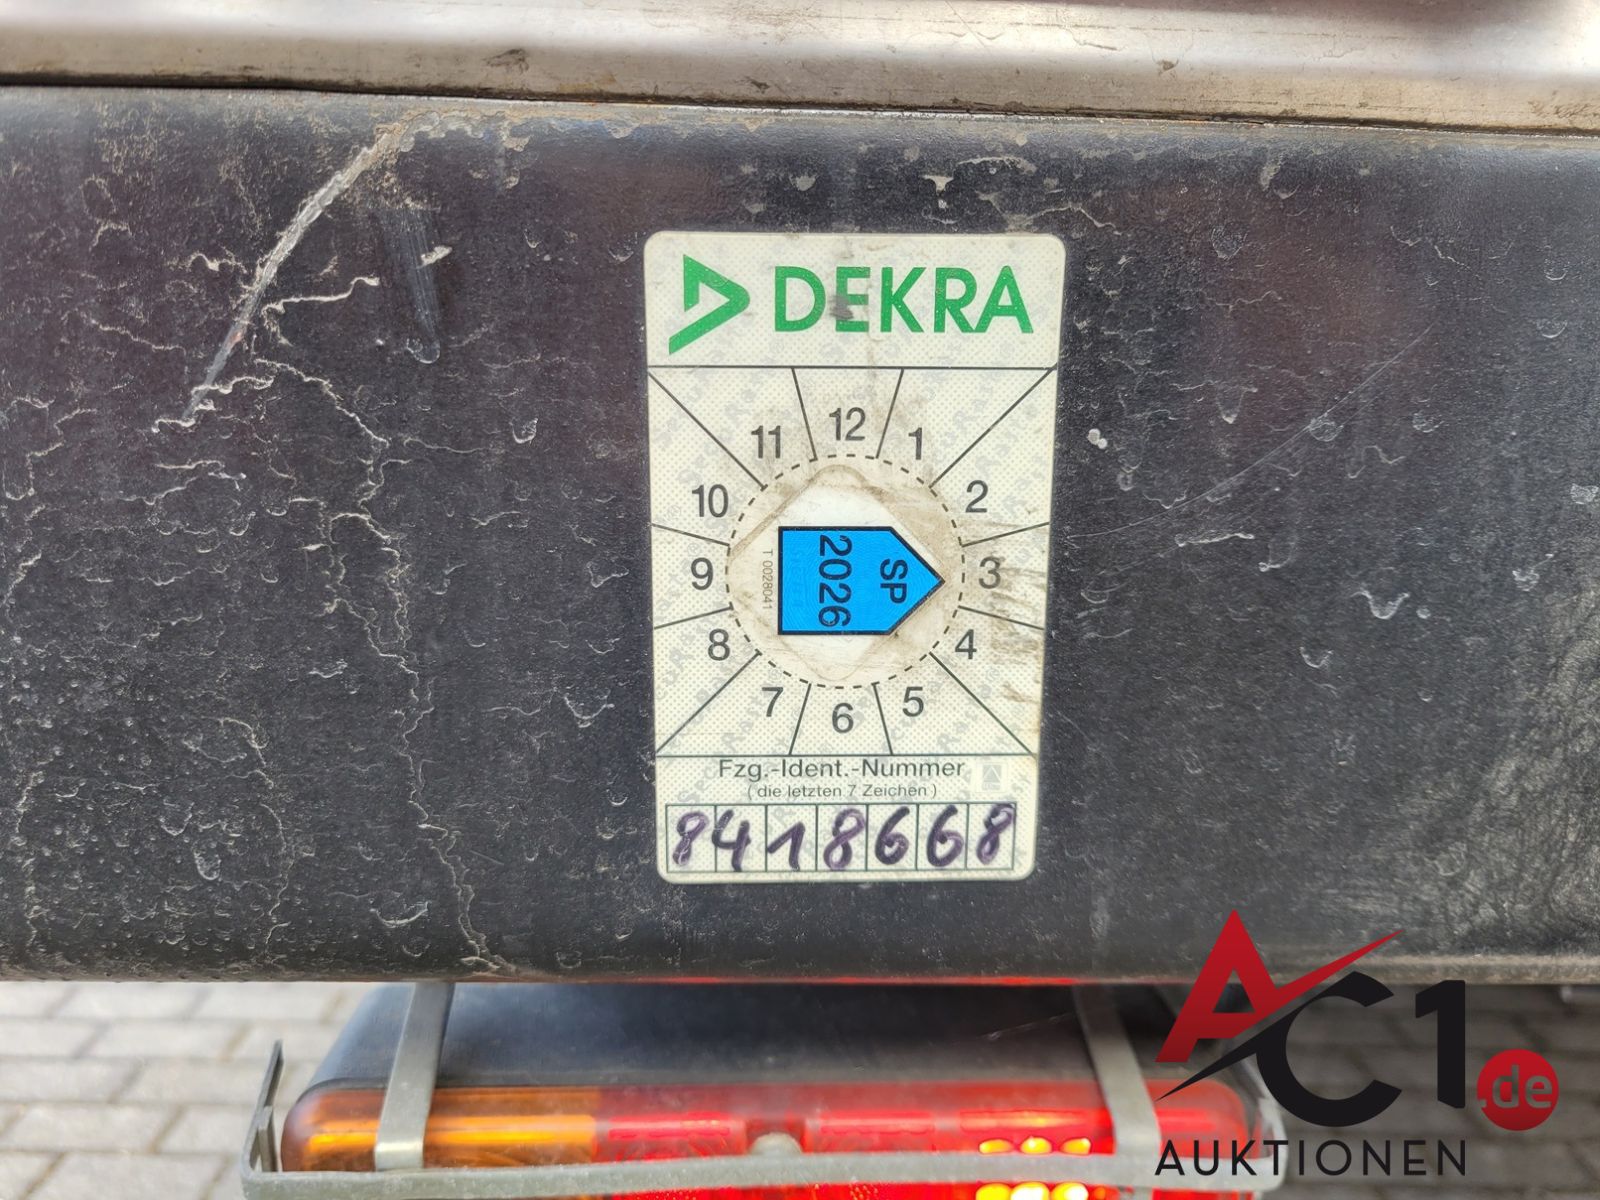 DEKRA
12
11
1
10
2
9
3
8
4
7
5
6
SP
2026
T 0028041
Fzg.-Ident.-Nummer
(die letzten 7 Zeichen)
8418668
AC1.de
AUKTIONEN